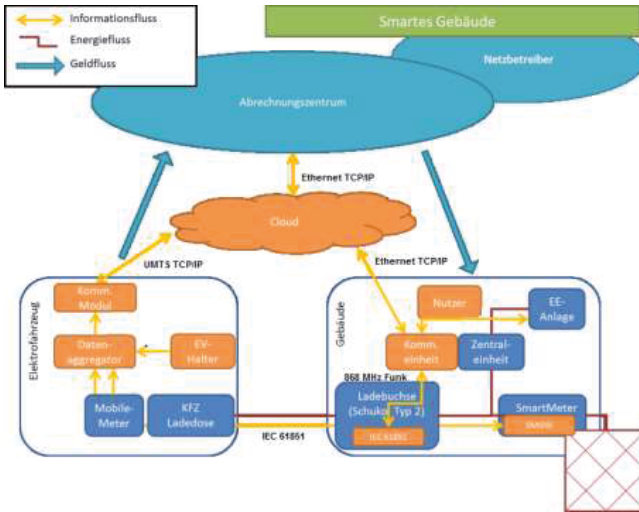 Informationsfluss
Energiefluss
Geldfluss
Smartes Gebäude
Netzbetreiber
Abrechnungszentrum
Ethernet TCP/IP
Cloud
UMTS TCP/IP
Ethernet TCP/IP
Elektrofahrzeug
Komm.
Modul
Daten-
aggregator
EV-
Halter
Mobile-
Meter
KFZ
Ladedose
IEC 61851
Gebäude
Nutzer
EE-
Anlage
Komm.
einheit
Zentral-
einheit
868 MHz Funk
Ladebuchse
(Schuko, Typ 2)
IEC 61851
SmartMeter